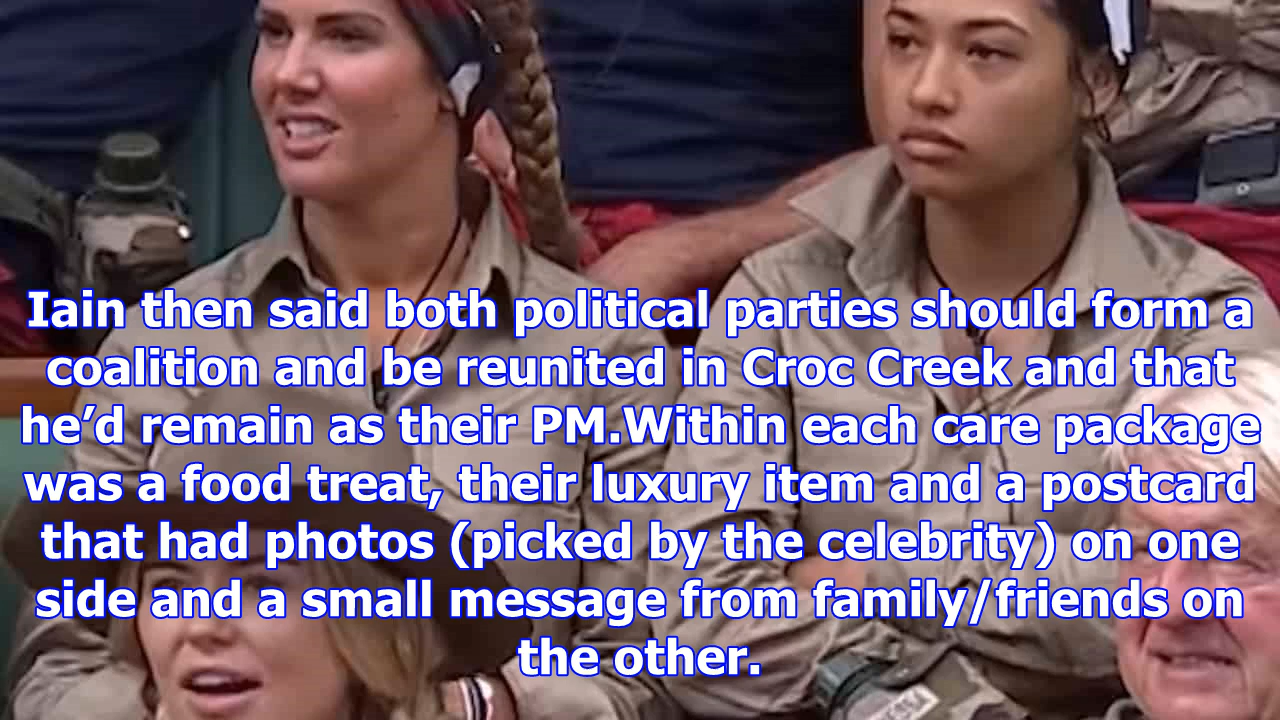 Iain then said both political parties should form a
coalition and be reunited in Croc Creek and that
he’d remain as their PM.Within each care package
was a food treat, their luxury item and a postcard
that had photos (picked by the celebrity) on one
side and a small message from family/friends on
the other.